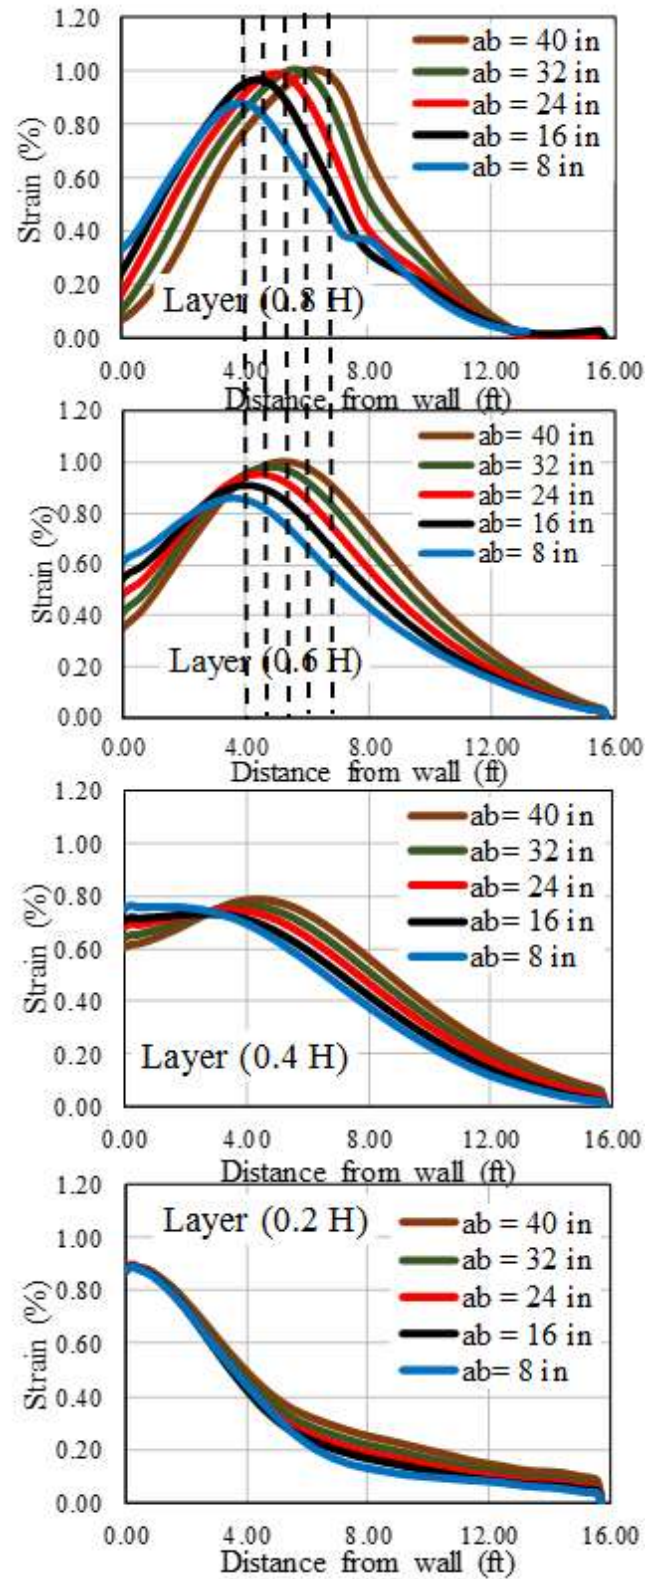 1.20
1.00
0.80
0.60
0.40
0.20
0.00
Strain (%)
ab = 40 in
ab = 32 in
ab = 24 in
ab = 16 in
ab = 8 in
Layer (0.8 H)
0.00 4.00 8.00 12.00 16.00
Distance from wall (ft)
1.20
1.00
0.80
0.60
0.40
0.20
0.00
Strain (%)
ab= 40 in
ab= 32 in
ab= 24 in
ab= 16 in
ab= 8 in
Layer (0.6 H)
0.00 4.00 8.00 12.00 16.00
Distance from wall (ft)
1.20
1.00
0.80
0.60
0.40
0.20
0.00
Strain (%)
ab= 40 in
ab= 32 in
ab= 24 in
ab= 16 in
ab= 8 in
Layer (0.4 H)
0.00 4.00 8.00 12.00 16.00
Distance from wall (ft)
1.20
1.00
0.80
0.60
0.40
0.20
0.00
Strain (%)
Layer (0.2 H)
ab = 40 in
ab = 32 in
ab = 24 in
ab = 16 in
ab= 8 in
0.00 4.00 8.00 12.00 16.00
Distance from wall (ft)